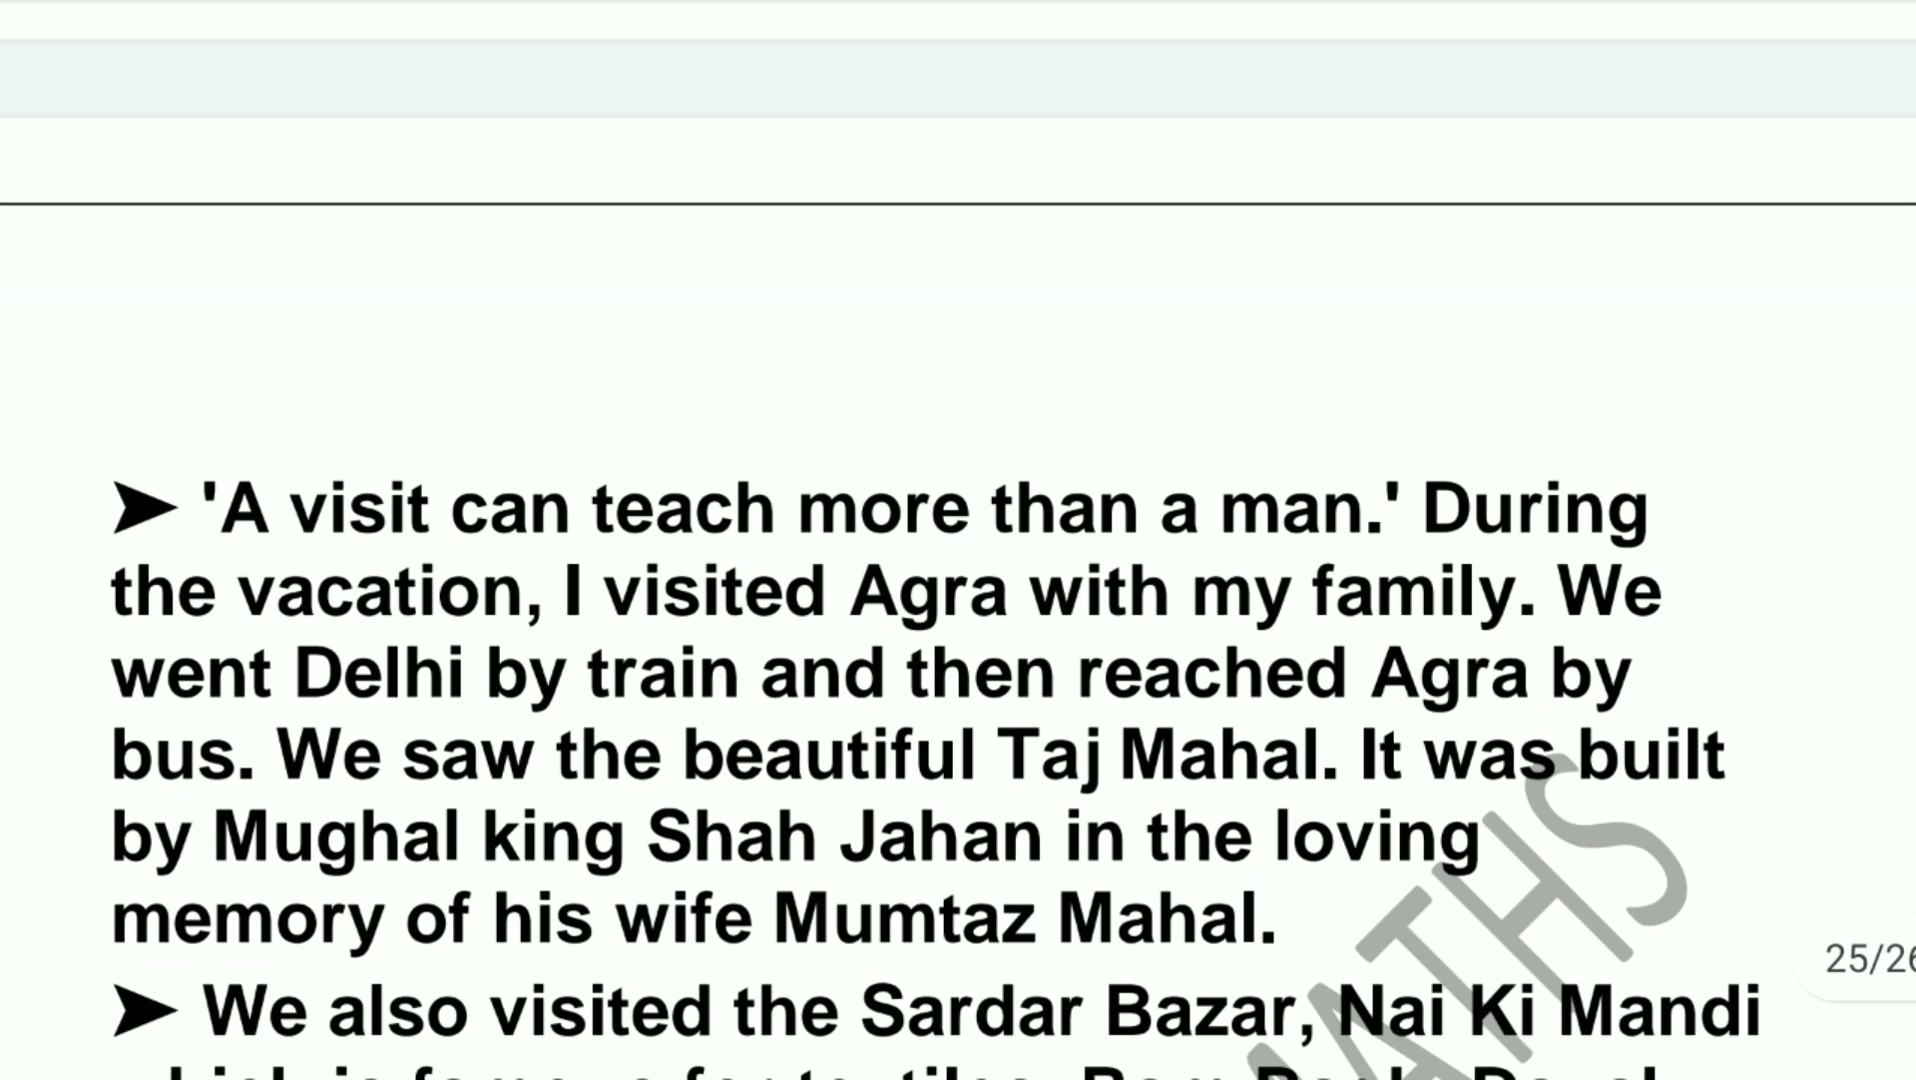 ➤ 'A visit can teach more than a man.' During
the vacation, I visited Agra with my family. We
went Delhi by train and then reached Agra by
bus. We saw the beautiful Taj Mahal. It was built
by Mughal king Shah Jahan in the loving
memory of his wife Mumtaz Mahal.
➤ We also visited the Sardar Bazar, Nai Ki Mandi
MATHS